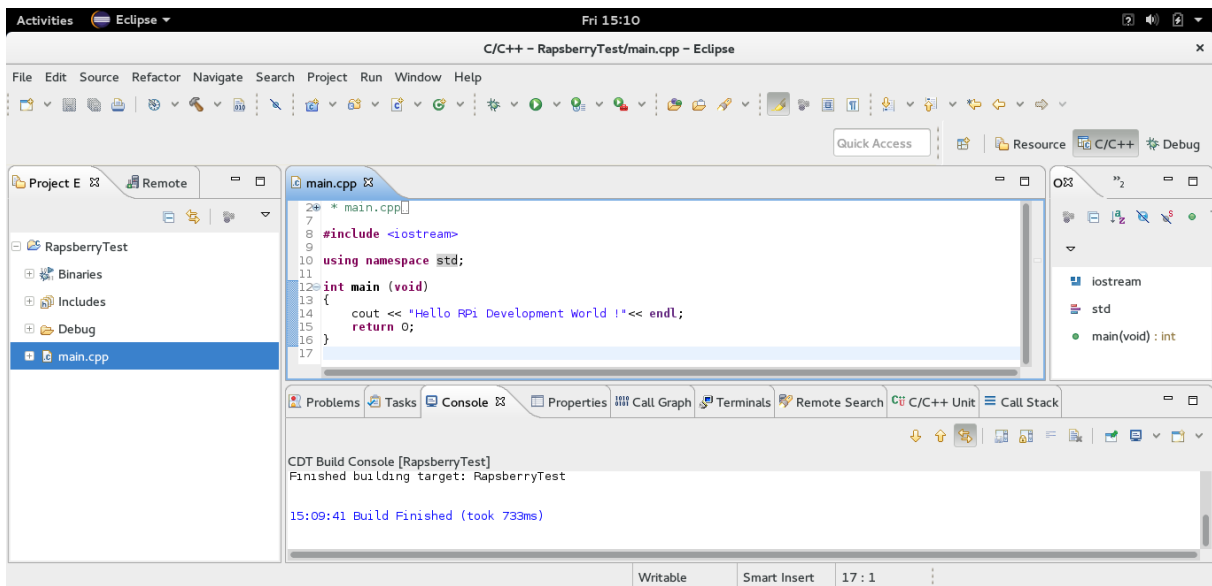 Activities Eclipse Fri 15:10
C/C++ – RapsberryTest/main.cpp – Eclipse
File Edit Source Refactor Navigate Search Project Run Window Help
Quick Access Resource C/C++ Debug
Project E Remote
RapsberryTest
Binaries
Includes
Debug
main.cpp
main.cpp
2 * main.cpp
7
8 #include <iostream>
9
10 using namespace std;
11
12 int main (void)
13 {
14 cout << "Hello RPi Development World !"<< endl;
15 return 0;
16 }
17
O »2
iostream
std
main(void) : int
Problems Tasks Console Properties Call Graph Terminals Remote Search C/C++ Unit Call Stack
CDT Build Console [RapsberryTest]
Finished building target: RapsberryTest
15:09:41 Build Finished (took 733ms)
Writable Smart Insert 17 : 1